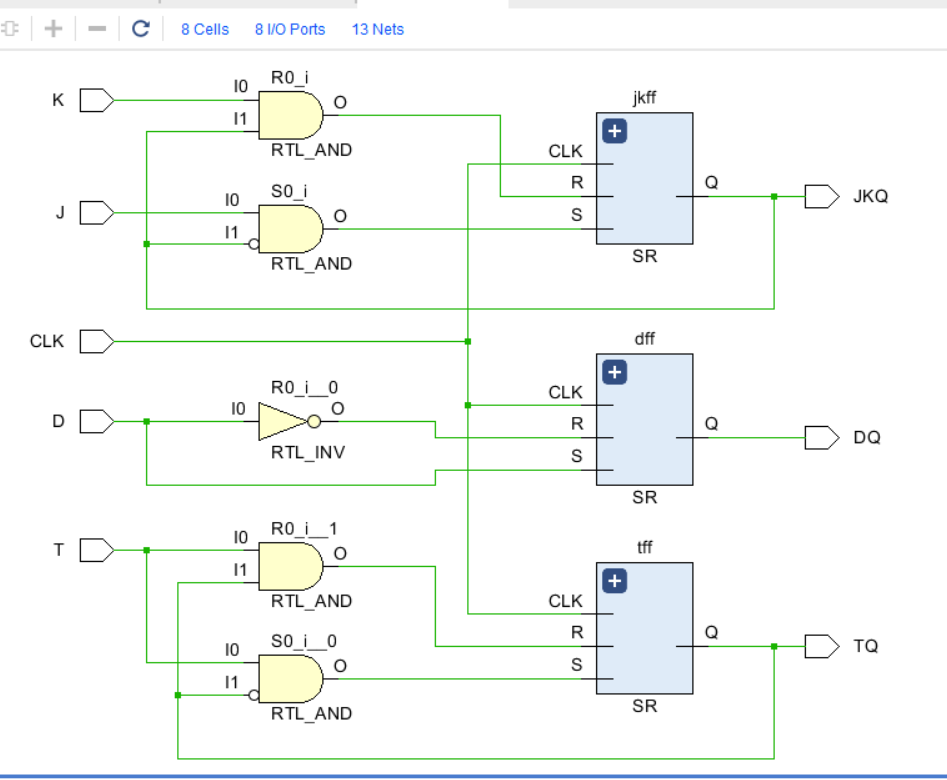 8 Cells 8 I/O Ports 13 Nets
R0_i
K I0 O
I1
RTL_AND
jkff
CLK
R Q JKQ
S
SR
S0_i
J I0 O
I1
RTL_AND
CLK
dff
CLK
R Q DQ
S
SR
R0_i__0
D I0 O
RTL_INV
R0_i__1
T I0 O
I1
RTL_AND
tff
CLK
R Q TQ
S
SR
S0_i__0
I0 O
I1
RTL_AND